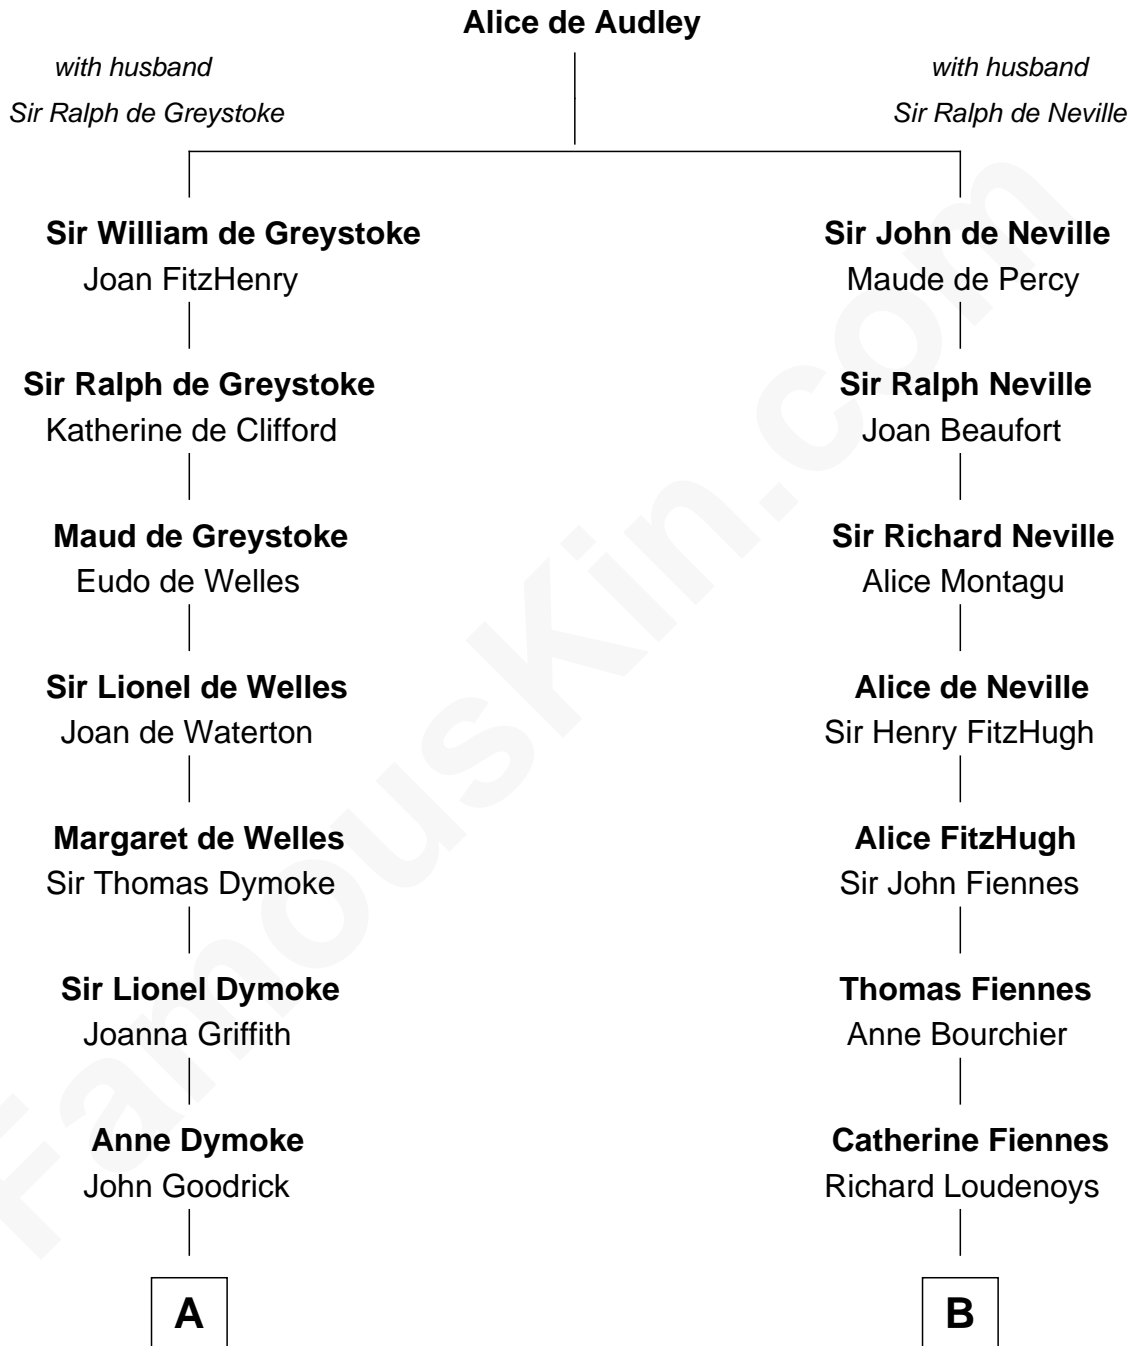 Alice de Audley
with husband
Sir Ralph de Greystoke
with husband
Sir Ralph de Neville
Sir William de Greystoke
Joan FitzHenry
Sir John de Neville
Maude de Percy
Sir Ralph de Greystoke
Katherine de Clifford
Sir Ralph Neville
Joan Beaufort
Maud de Greystoke
Eudo de Welles
Sir Richard Neville
Alice Montagu
Sir Lionel de Welles
Joan de Waterton
Alice de Neville
Sir Henry FitzHugh
Margaret de Welles
Sir Thomas Dymoke
Alice FitzHugh
Sir John Fiennes
Sir Lionel Dymoke
Joanna Griffith
Thomas Fiennes
Anne Bourchier
Anne Dymoke
John Goodrick
Catherine Fiennes
Richard Loudenoys
A
B
FamousKin.com